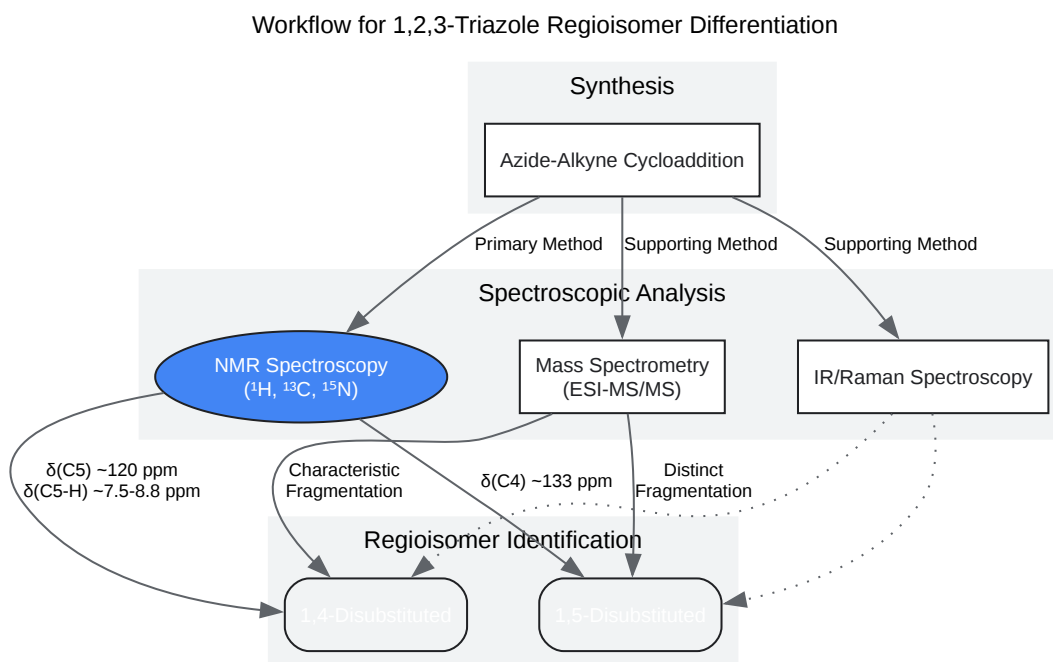 Workflow for 1,2,3-Triazole Regioisomer Differentiation
Synthesis
Azide-Alkyne Cycloaddition
Primary Method
Supporting Method
Supporting Method
Spectroscopic Analysis
NMR Spectroscopy
(¹H, ¹³C, ¹⁵N)
Mass Spectrometry
(ESI-MS/MS)
IR/Raman Spectroscopy
δ(C5) ~120 ppm
δ(C5-H) ~7.5-8.8 ppm
Characteristic
Fragmentation
δ(C4) ~133 ppm
Distinct
Fragmentation
Regioisomer Identification
1,4-Disubstituted
1,5-Disubstituted